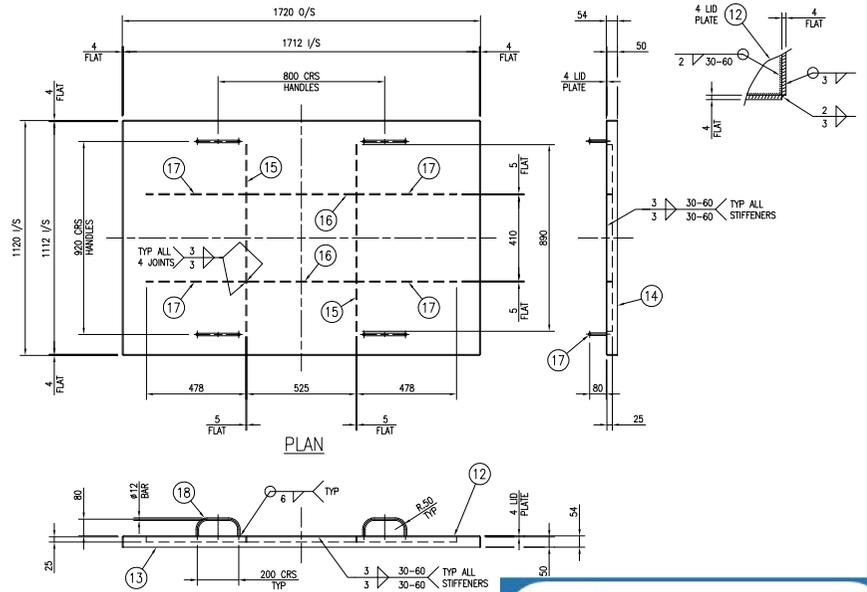 1720 O/S
1712 I/S
4
FLAT
4
FLAT
800 CRS
HANDLES
4
FLAT
1120 I/S
1112 I/S
920 CRS
HANDLES
17
15
17
16
5
FLAT
410
890
TYP ALL
4 JOINTS
3
3
16
17
15
17
5
FLAT
4
FLAT
478
525
478
5
FLAT
5
FLAT
PLAN
54
50
4 LID
PLATE
3
3
30-60
30-60
TYP ALL
STIFFENERS
14
17
80
25
4 LID
PLATE
12
4
FLAT
2
30-60
3
4
FLAT
2
3
80
Ø12
BAR
18
6
TYP
R.50
TYP
12
4 LID
PLATE
54
25
13
200 CRS
TYP
3
3
30-60
30-60
TYP ALL
STIFFENERS
50